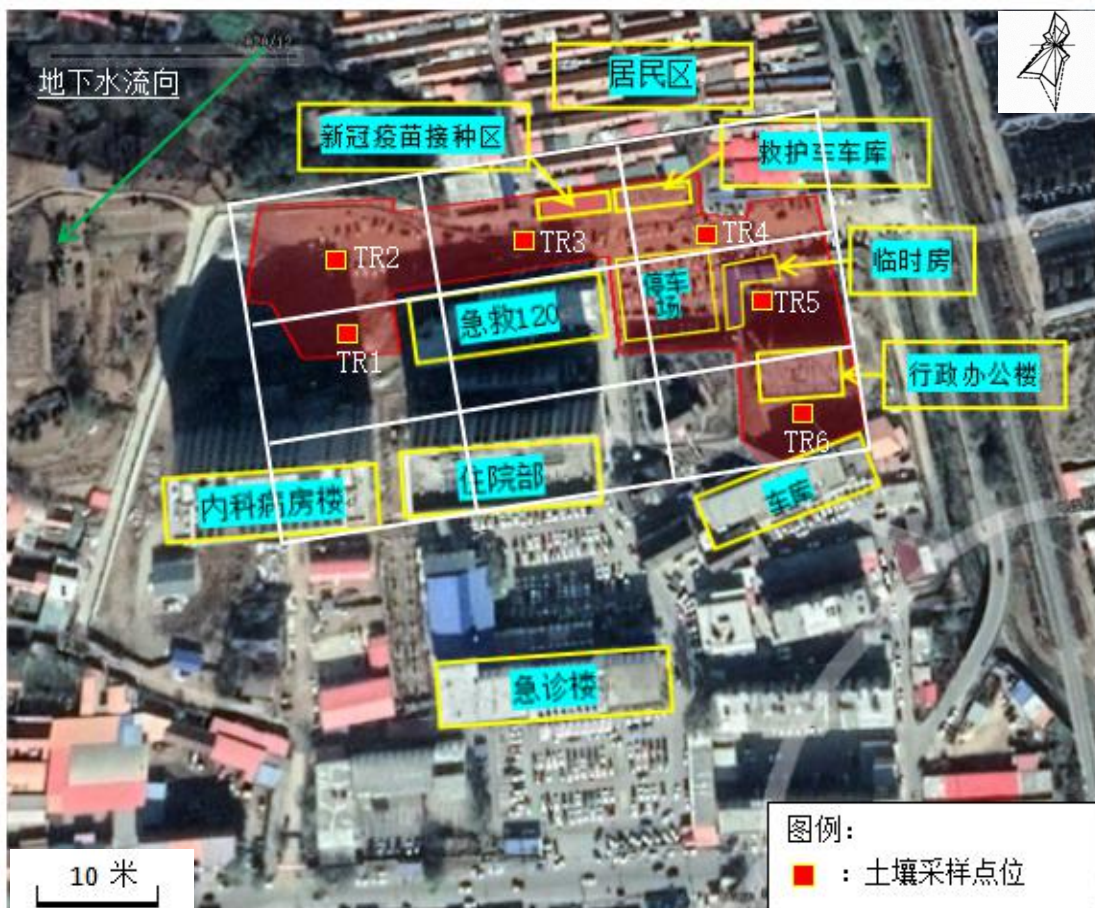 地下水流向
居民区
新冠疫苗接种区
救护车车库
TR2
TR3
TR4
临时房
停车
场
TR5
急救120
TR1
行政办公楼
TR6
住院部
内科病房楼
车库
急诊楼
图例：
：土壤采样点位
10 米